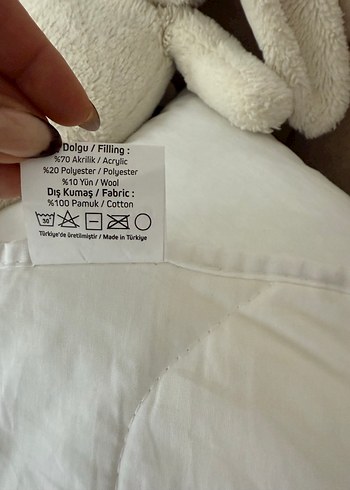 Dolgu / Filling :
%70 Akrilik / Acrylic
%20 Polyester / Polyester
%10 Yün / Wool
Dış Kumaş / Fabric :
%100 Pamuk / Cotton
30°
Türkiye'de üretilmiştir / Made in Türkiye